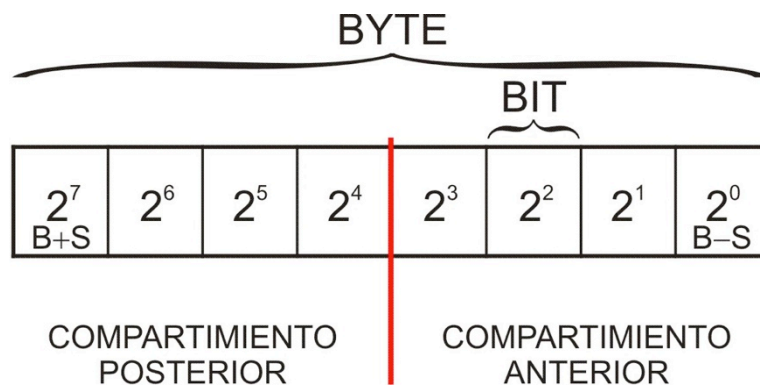 BYTE
BIT
2⁷ 2⁶ 2⁵ 2⁴ 2³ 2² 2¹ 2⁰
B+S B−S
COMPARTIMIENTO COMPARTIMIENTO
POSTERIOR ANTERIOR